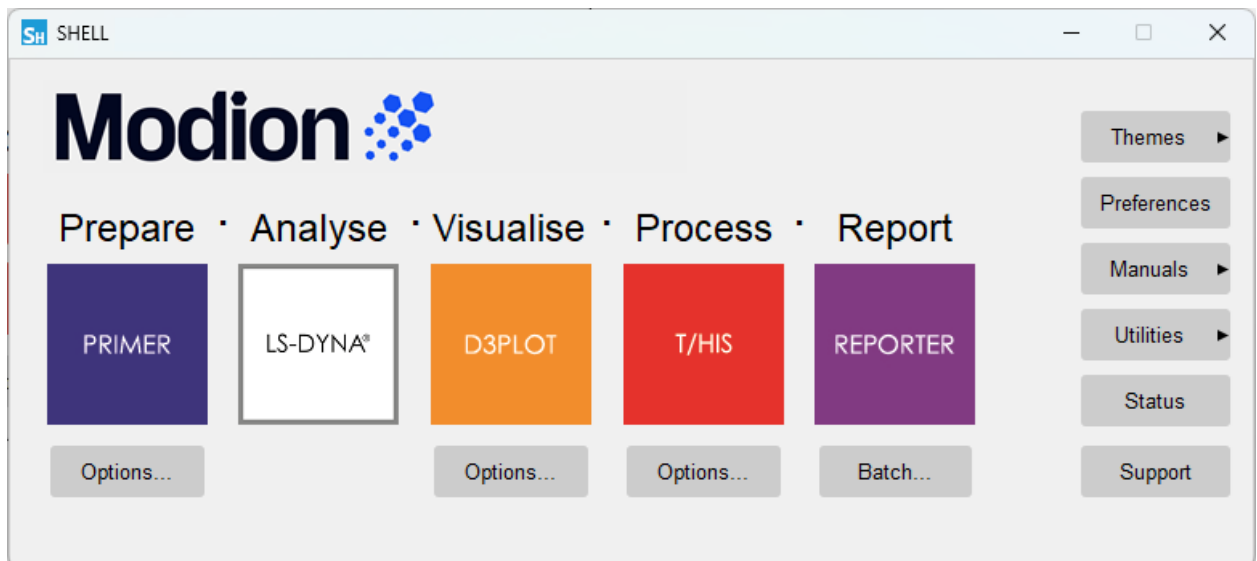 SH SHELL
Modion
Prepare · Analyse · Visualise · Process · Report
PRIMER LS-DYNA® D3PLOT T/HIS REPORTER
Options... Options... Options... Batch...
Themes
Preferences
Manuals
Utilities
Status
Support